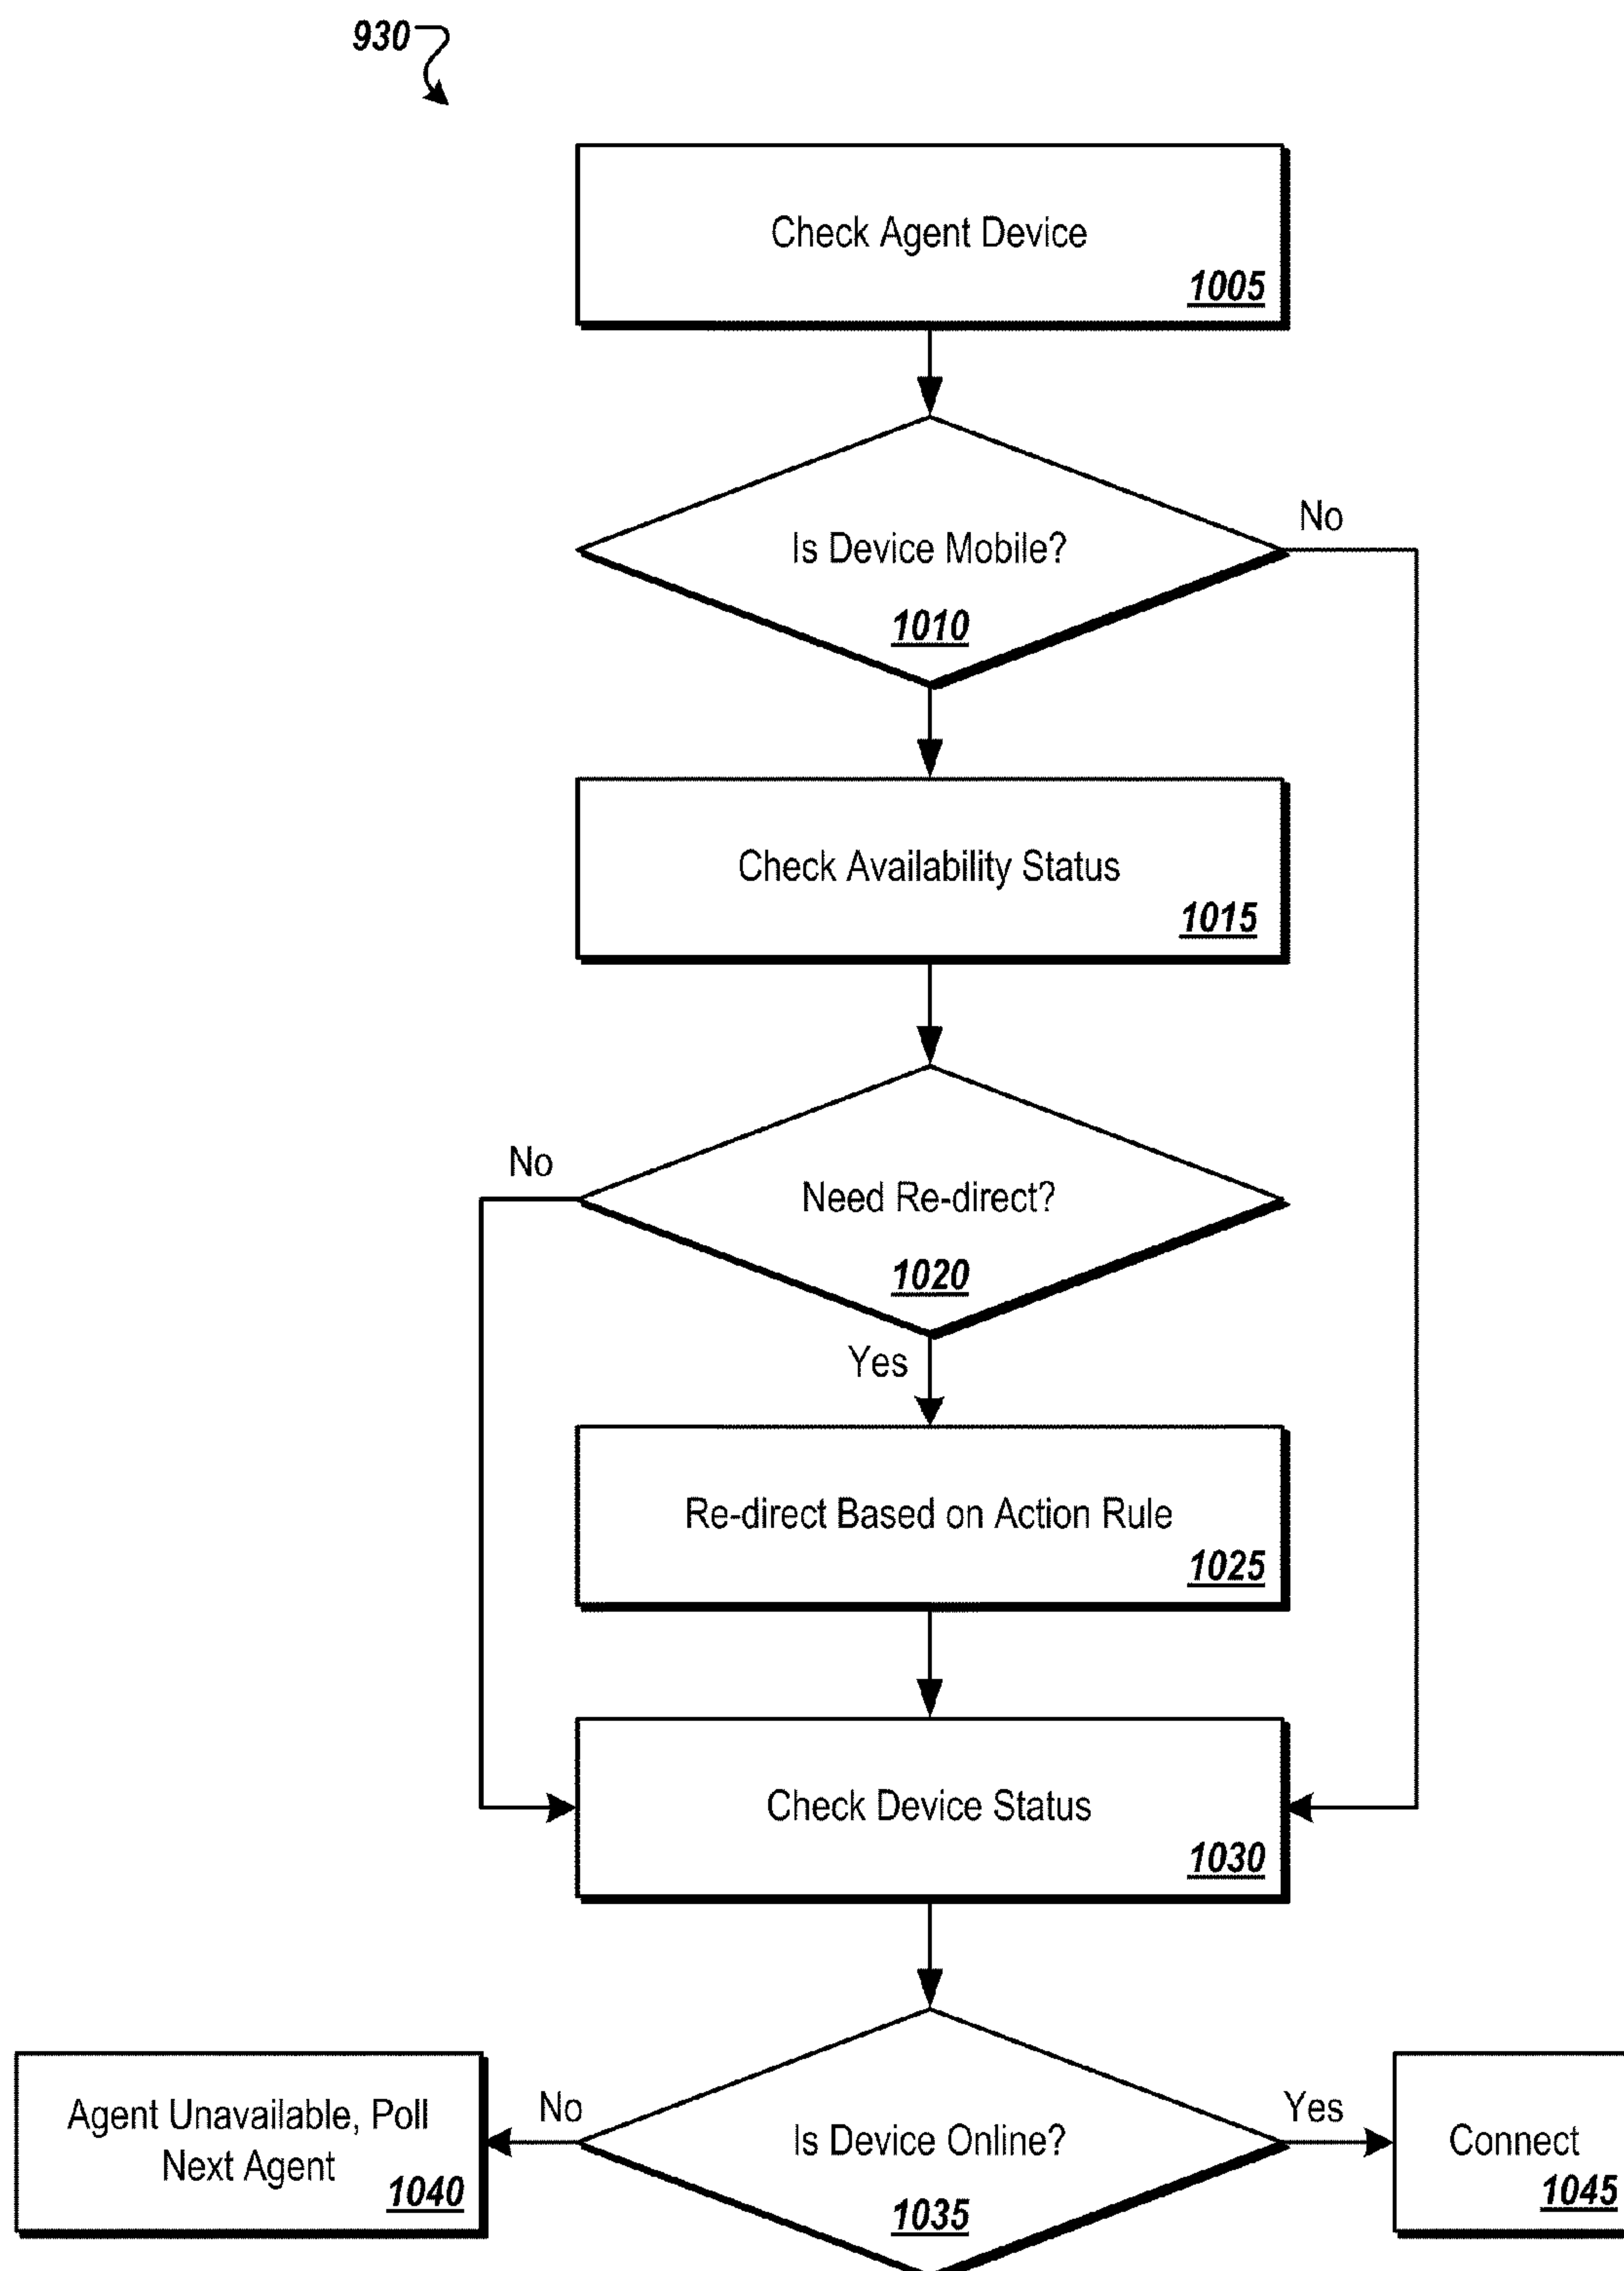 930
Check Agent Device
1005
Is Device Mobile?
No
1010
Check Availability Status
1015
Need Re-direct?
No
1020
Yes
Re-direct Based on Action Rule
1025
Check Device Status
1030
Agent Unavailable, Poll
Next Agent
1040
No
Is Device Online?
1035
Yes
Connect
1045